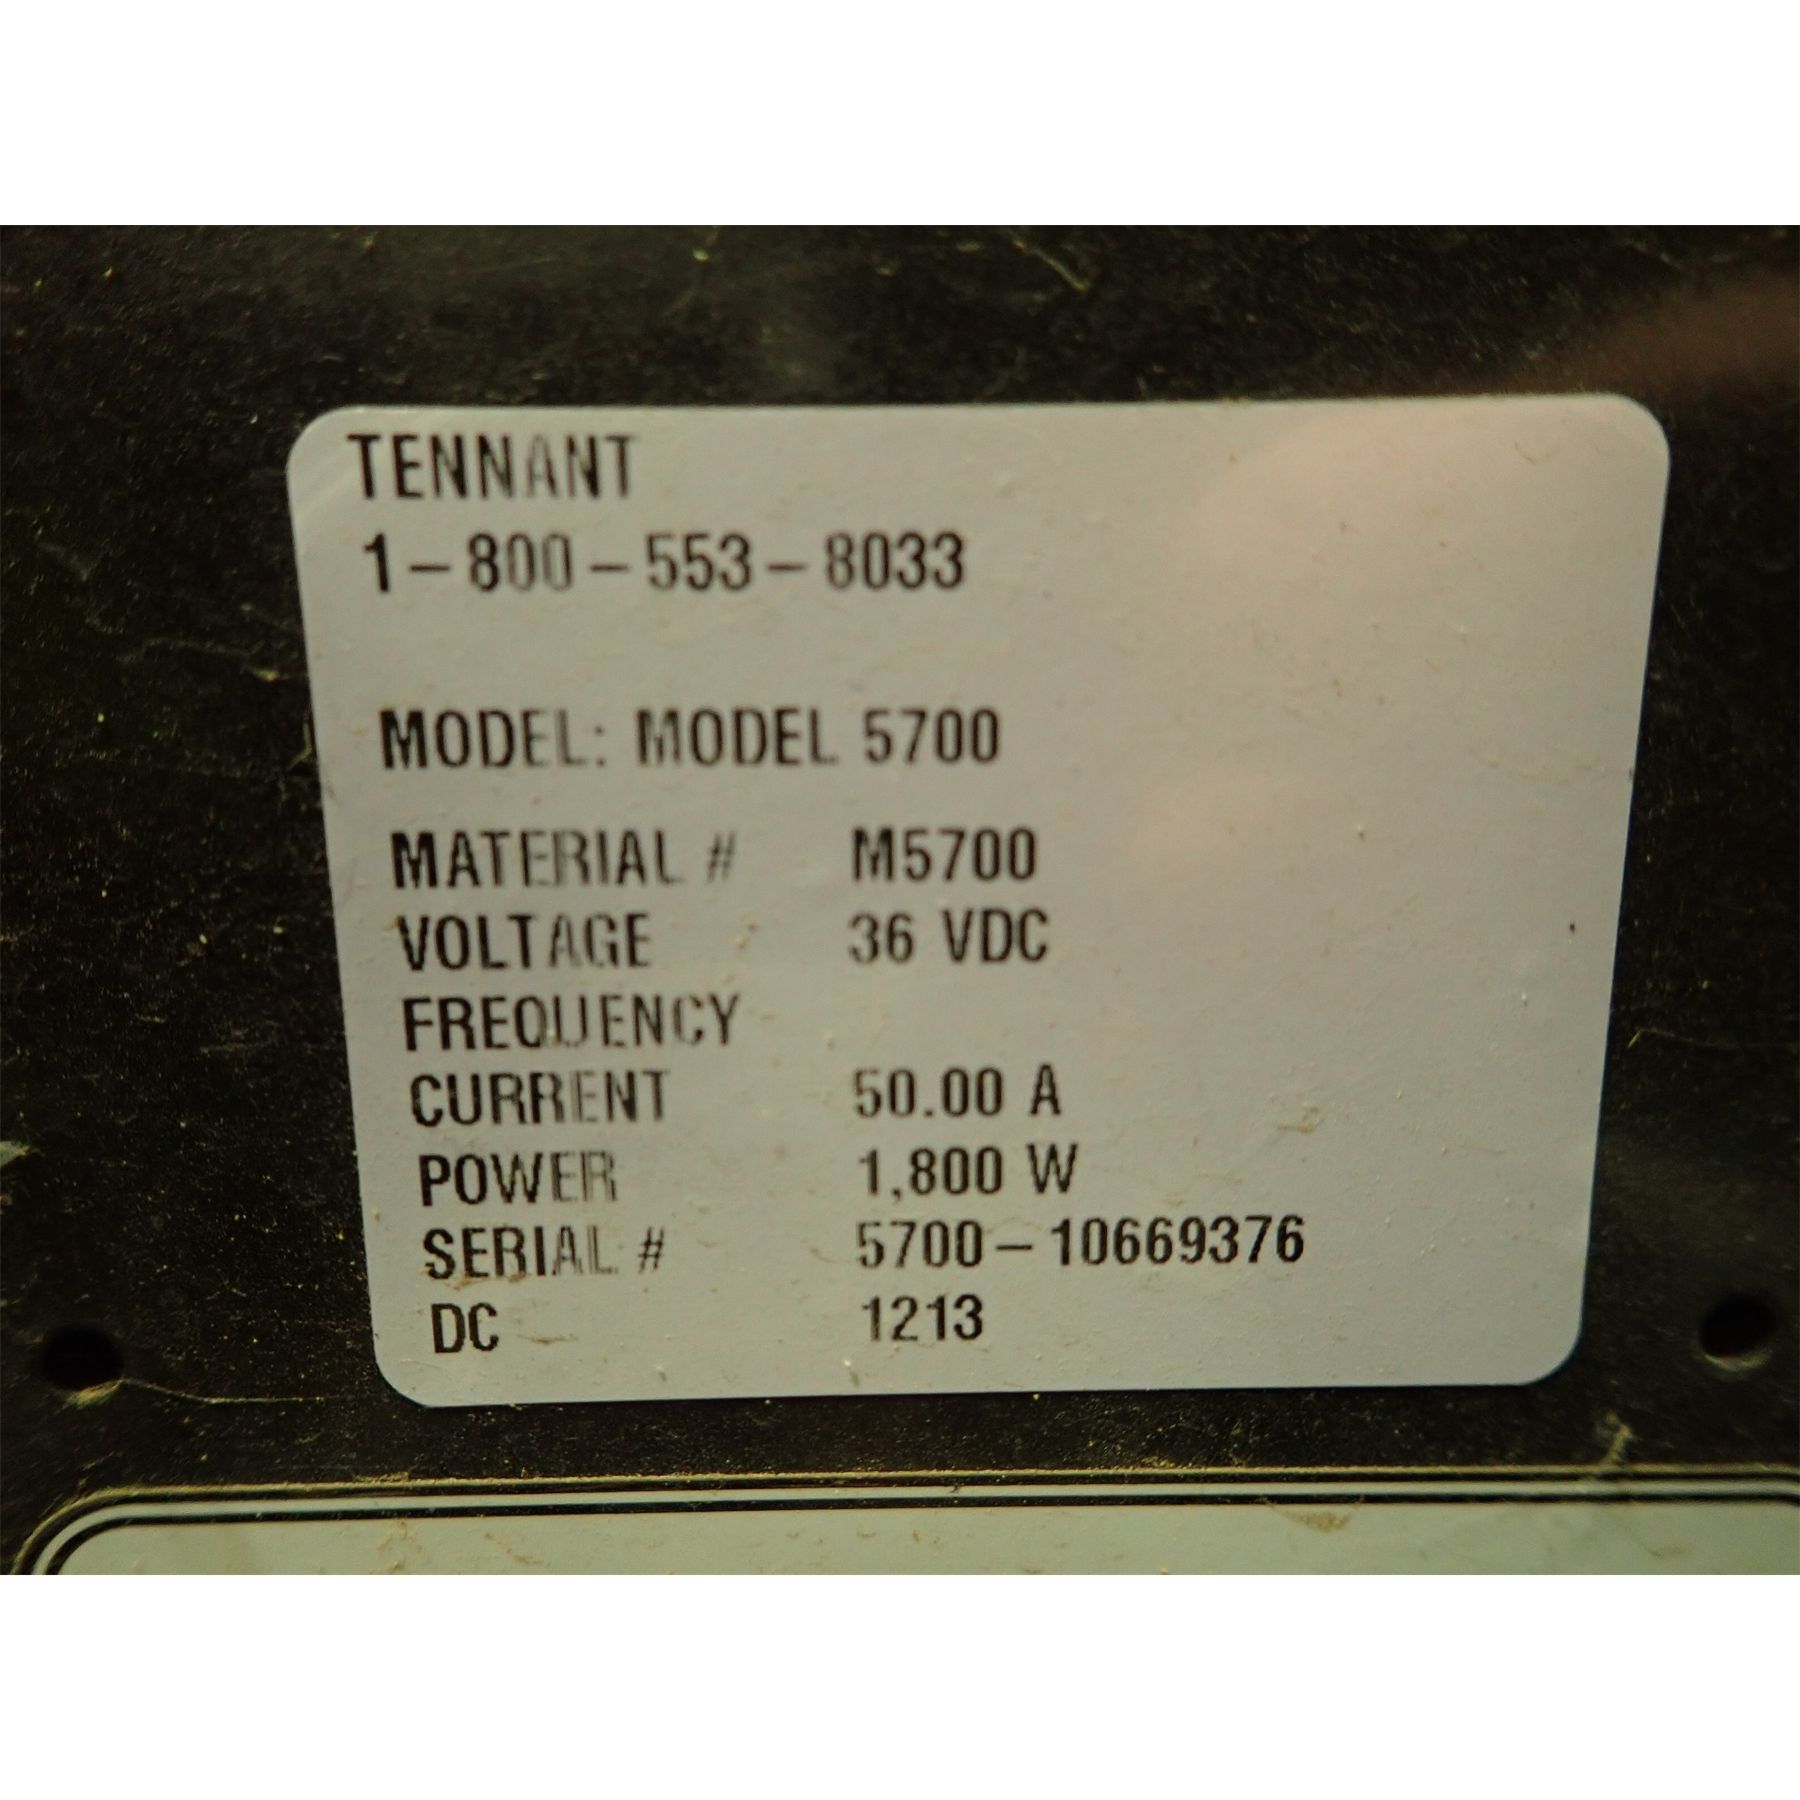 TENNANT
1-800-553-8033
MODEL: MODEL 5700
MATERIAL # M5700
VOLTAGE 36 VDC
FREQUENCY
CURRENT 50.00 A
POWER 1,800 W
SERIAL # 5700-10669376
DC 1213